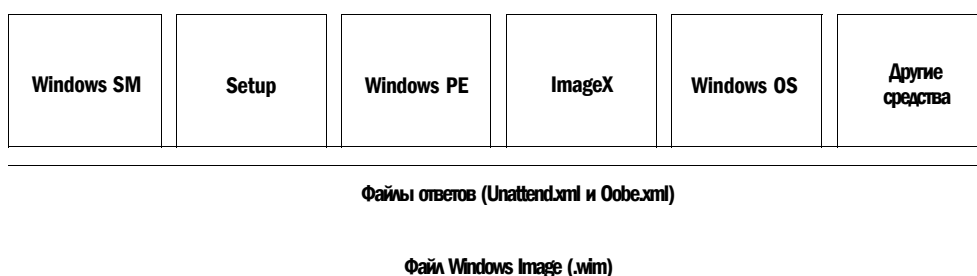 Windows SM
Setup
Windows PE
ImageX
Windows OS
Другие
средства
Файлы ответов (Unattend.xml и Oobe.xml)
Файл Windows Image (.wim)